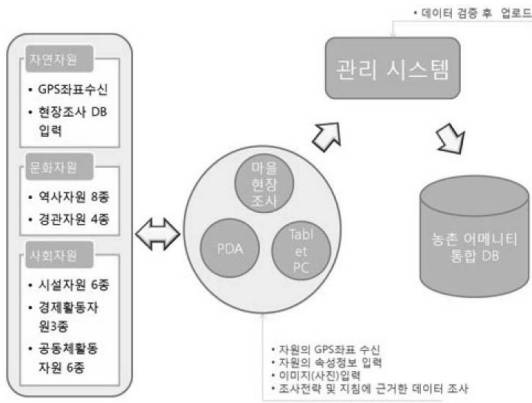 • 데이터 검증 후 업로드
관리 시스템
자연자원
• GPS좌표수신
• 현장조사 DB
입력
문화자원
• 역사자원 8종
• 경관자원 4종
사회자원
• 시설자원 6종
• 경제활동자
원3종
• 공동체활동
자원 6종
마을
현장
조사
PDA
Tabl
et
PC
농촌 어메니티
통합 DB
• 자원의 GPS좌표 수신
• 자원의 속성정보 입력
• 이미지(사진)입력
• 조사전략 및 지침에 근거한 데이터 조사